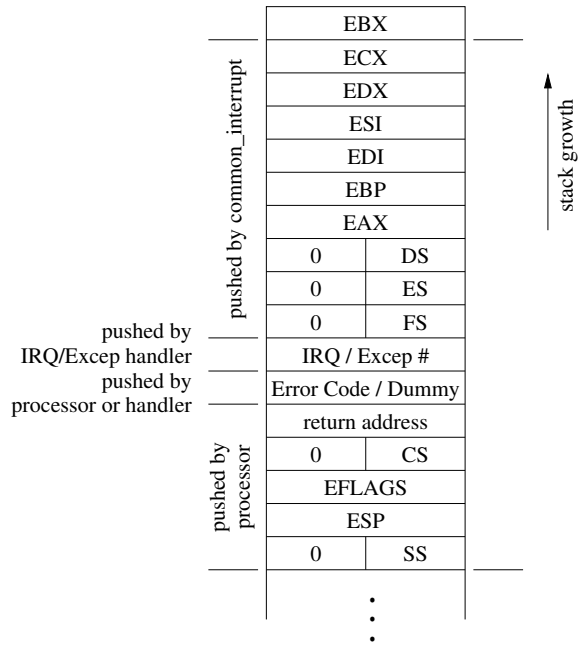 EBX
ECX
EDX
ESI
EDI
EBP
EAX
0 DS
0 ES
0 FS
IRQ / Excep #
Error Code / Dummy
return address
0 CS
EFLAGS
ESP
0 SS
pushed by common_interrupt
pushed by
IRQ/Excep handler
pushed by
processor or handler
pushed by
processor
stack growth